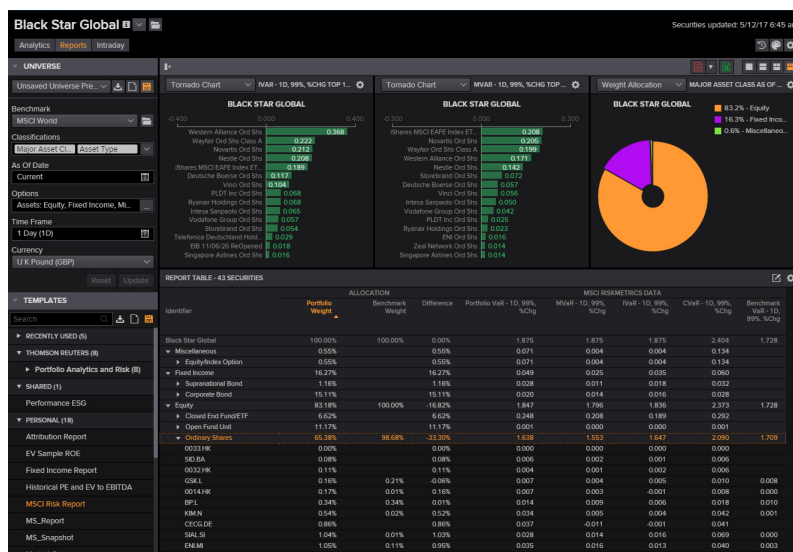 Black Star Global
Securities updated: 5/12/17 6:45 a
Analytics Reports Intraday
UNIVERSE
Unsaved Universe Pre...
Benchmark
MSCI World
Classifications
Major Asset Cl... Asset Type
As Of Date
Current
Options
Assets: Equity, Fixed Income, Mi...
Time Frame
1 Day (1D)
Currency
U K Pound (GBP)
Reset Update
TEMPLATES
Search
RECENTLY USED (5)
THOMSON REUTERS (8)
Portfolio Analytics and Risk (8)
SHARED (1)
Performance ESG
PERSONAL (18)
Attribution Report
EV Sample ROE
Fixed Income Report
Historical PE and EV to EBITDA
MSCI Risk Report
MS_Report
MS_Snapshot
Tornado Chart IVAR - 1D, 99%, %CHG TOP 1...
BLACK STAR GLOBAL
-0.400 0.000 0.400
Western Alliance Ord Shs 0.368
Wayfair Ord Shs Class A 0.222
Novartis Ord Shs 0.212
Nestle Ord Shs 0.208
iShares MSCI EAFE Index ET... 0.189
Deutsche Boerse Ord Shs 0.117
Vinci Ord Shs 0.104
PLDT Inc Ord Shs 0.068
Ryanair Holdings Ord Shs 0.068
Intesa Sanpaolo Ord Shs 0.065
Vodafone Group Ord Shs 0.057
Storebrand Ord Shs 0.054
Telefonica Deutschland Hold... 0.029
EIB 11/06/26 ReOpened 0.018
Singapore Airlines Ord Shs 0.016
Tornado Chart MVAR - 1D, 99%, %CHG TOP ...
BLACK STAR GLOBAL
-0.300 0.000 0.300
iShares MSCI EAFE Index ET... 0.208
Novartis Ord Shs 0.205
Wayfair Ord Shs Class A 0.199
Western Alliance Ord Shs 0.171
Nestle Ord Shs 0.142
Storebrand Ord Shs 0.072
Deutsche Boerse Ord Shs 0.057
Vinci Ord Shs 0.056
Intesa Sanpaolo Ord Shs 0.050
Vodafone Group Ord Shs 0.042
PLDT Inc Ord Shs 0.025
Ryanair Holdings Ord Shs 0.023
ENI Ord Shs 0.016
Zeal Network Ord Shs 0.014
Singapore Airlines Ord Shs 0.014
Weight Allocation MAJOR ASSET CLASS AS OF ...
BLACK STAR GLOBAL
83.2% - Equity
16.3% - Fixed Inco...
0.6% - Miscellaneo...
REPORT TABLE - 43 SECURITIES
ALLOCATION MSCI RISKMETRICS DATA
Identifier Portfolio Weight Benchmark Weight Difference Portfolio VaR - 1D, 99%, %Chg MVaR - 1D, 99%, %Chg IVaR - 1D, 99%, %Chg CVaR - 1D, 99%, %Chg Benchmark VaR - 1D, 99%, %Chg
Black Star Global 100.00% 100.00% 0.00% 1.875 1.875 1.875 2.404 1.728
Miscellaneous 0.55% 0.55% 0.071 0.004 0.004 0.134
Equity/Index Option 0.55% 0.55% 0.071 0.004 0.004 0.134
Fixed Income 16.27% 16.27% 0.049 0.025 0.035 0.060
Supranational Bond 1.16% 1.16% 0.028 0.011 0.018 0.032
Corporate Bond 15.11% 15.11% 0.020 0.014 0.016 0.028
Equity 83.18% 100.00% -16.82% 1.847 1.796 1.836 2.373 1.728
Closed End Fund/ETF 6.62% 6.62% 0.248 0.208 0.189 0.292
Open Fund Unit 11.17% 11.17% 0.001 0.000 0.000 0.001
Ordinary Shares 65.38% 98.68% -33.30% 1.638 1.553 1.647 2.090 1.709
0033.HK 0.00% 0.00% 0.000 0.000 0.000 0.000
SID.BA 0.08% 0.08% 0.006 0.002 0.001 0.006
0032.HK 0.11% 0.11% 0.004 0.001 0.002 0.006
GSK.L 0.16% 0.21% -0.06% 0.007 0.004 0.005 0.010 0.008
0014.HK 0.17% 0.01% 0.16% 0.007 0.003 -0.001 0.008 0.000
BP.L 0.34% 0.34% 0.01% 0.014 0.009 0.006 0.018 0.010
KIM.N 0.54% 0.02% 0.52% 0.034 0.005 0.004 0.042 0.001
CECG.DE 0.86% 0.86% 0.037 -0.011 -0.001 0.041
SIAL.SI 1.04% 0.01% 1.03% 0.028 0.014 0.016 0.069 0.000
ENI.MI 1.05% 0.11% 0.95% 0.035 0.016 0.013 0.040 0.003